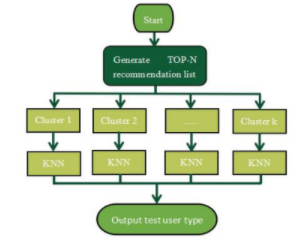 Start
Generate TOP-N
recommendation list
Cluster 1
Cluster 2
......
Cluster k
KNN
KNN
KNN
KNN
Output test user type